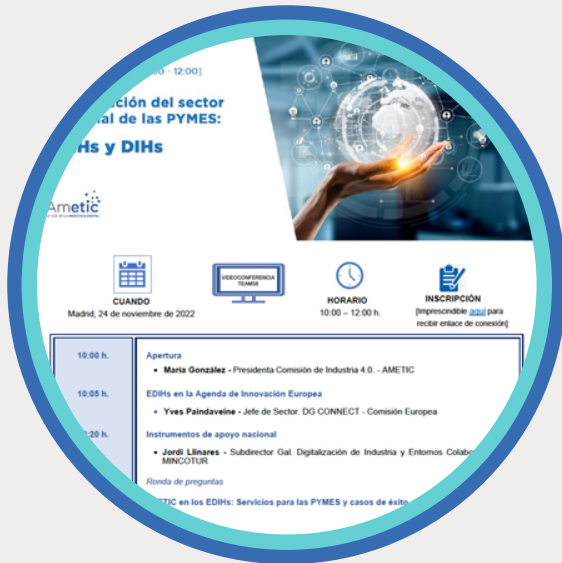 - 12:00]
ción del sector
al de las PYMES:
Hs y DIHs
Ametic
VIDEOCONFERENCIA
TEAMS®
CUANDO
HORARIO
INSCRIPCIÓN
Madrid, 24 de noviembre de 2022
10:00 – 12:00 h.
[Imprescindible aquí para
recibir enlace de conexión]
10:00 h.
Apertura
• María González - Presidenta Comisión de Industria 4.0. - AMETIC
10:05 h.
EDIHs en la Agenda de Innovación Europea
• Yves Paindaveine - Jefe de Sector. DG CONNECT - Comisión Europea
:20 h.
Instrumentos de apoyo nacional
• Jordi Llinares - Subdirector Gal. Digitalización de Industria y Entornos Colabo
MINCOTUR
Ronda de preguntas
TIC en los EDIHs: Servicios para las PYMES y casos de éxito